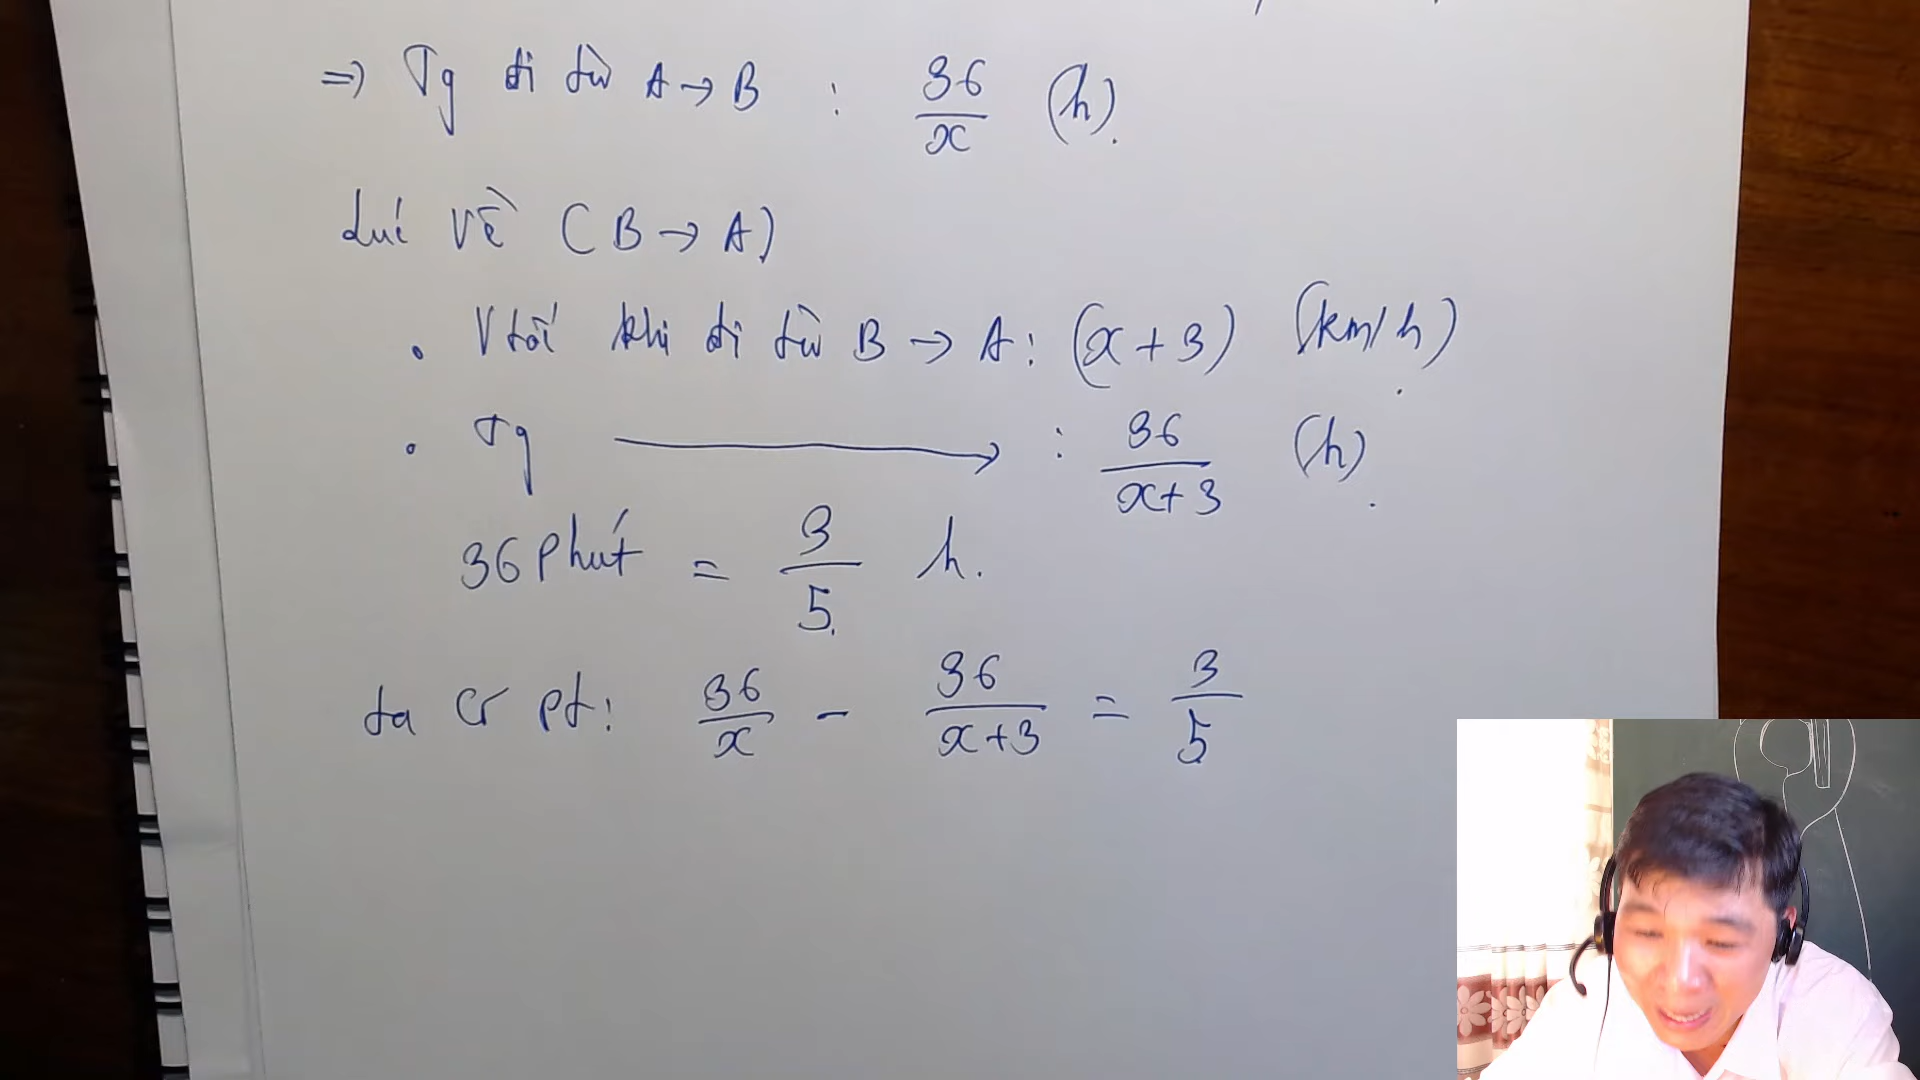 => Tg đi từ A → B : 36/x (h).
Lúc về (B → A)
. Vtốc khi đi từ B → A: (x + 3) (km/h).
. Tg ⟶ : 36/(x+3) (h).
36 phút = 3/5 h.
ta có pt: 36/x - 36/(x+3) = 3/5